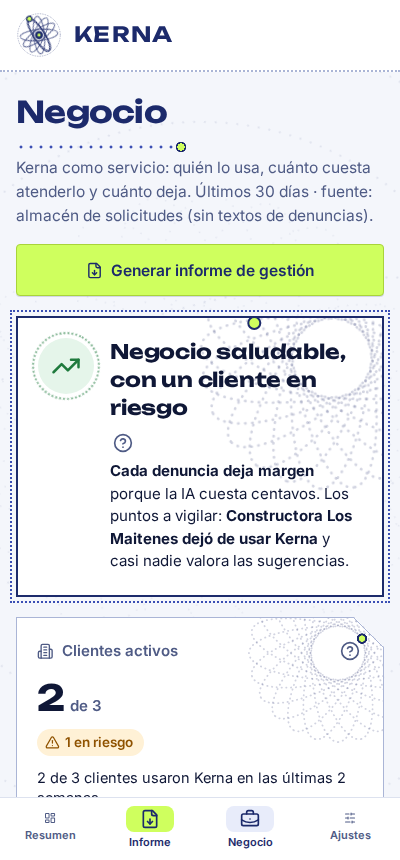 KERNA
Negocio
Kerna como servicio: quién lo usa, cuánto cuesta
atenderlo y cuánto deja. Últimos 30 días · fuente:
almacén de solicitudes (sin textos de denuncias).
Generar informe de gestión
Negocio saludable,
con un cliente en
riesgo
Cada denuncia deja margen
porque la IA cuesta centavos. Los
puntos a vigilar: Constructora Los
Maitenes dejó de usar Kerna y
casi nadie valora las sugerencias.
Clientes activos
2 de 3
1 en riesgo
2 de 3 clientes usaron Kerna en las últimas 2
Resumen
Informe
Negocio
Ajustes